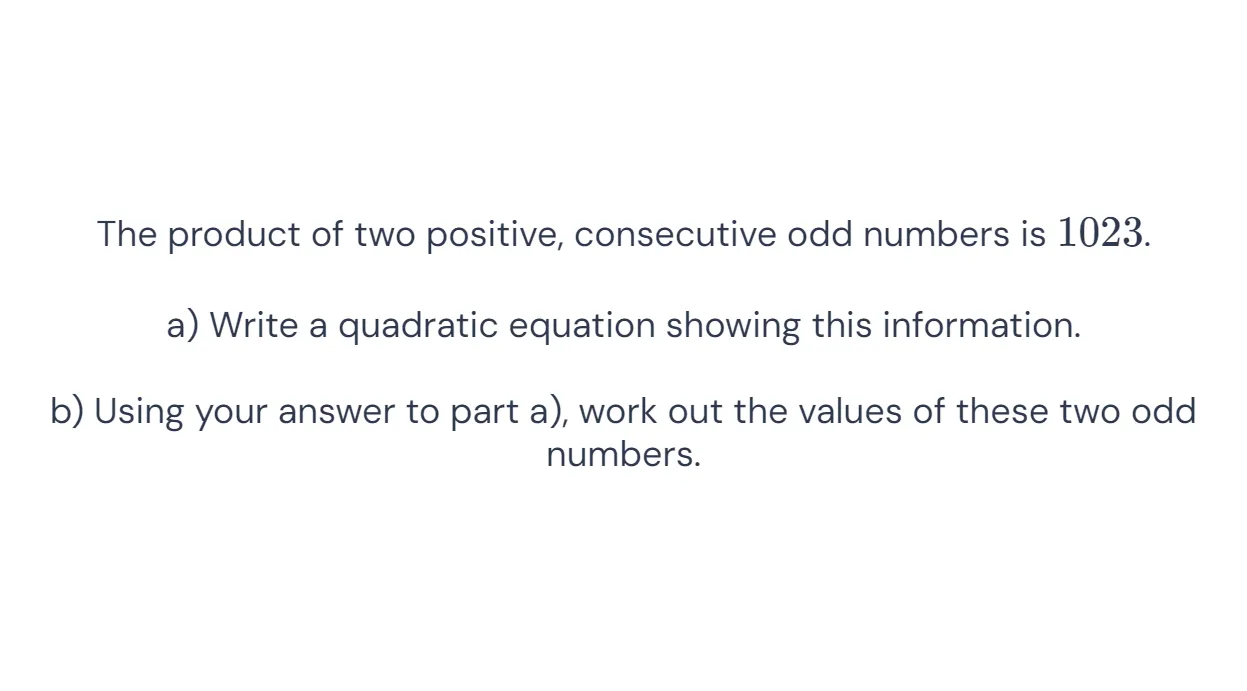 The product of two positive, consecutive odd numbers is 1023.
a) Write a quadratic equation showing this information.
b) Using your answer to part a), work out the values of these two odd
numbers.